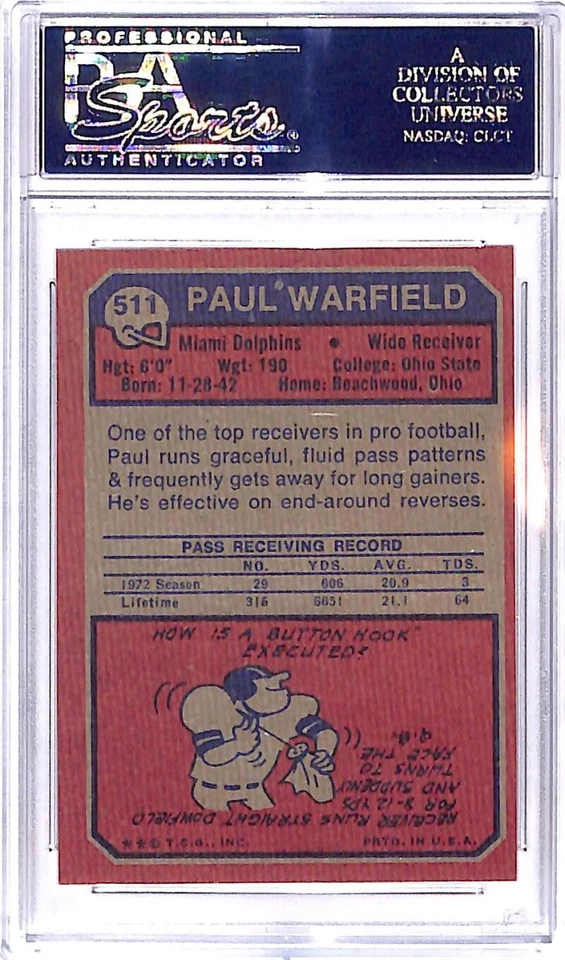 PROFESSIONAL
PSA
Sports®
AUTHENTICATOR
A
DIVISION OF
COLLECTORS
UNIVERSE
NASDAQ: CLCT
511
PAUL WARFIELD
Miami Dolphins • Wide Receiver
Hgt: 6'0" Wgt: 190 College: Ohio State
Born: 11-28-42 Home: Beachwood, Ohio
One of the top receivers in pro football,
Paul runs graceful, fluid pass patterns
& frequently gets away for long gainers.
He's effective on end-around reverses.
PASS RECEIVING RECORD
NO. YDS. AVG. TDS.
1972 Season 29 606 20.9 3
Lifetime 315 6651 21.1 64
HOW IS A BUTTON HOOK
EXECUTED?
RECEIVER RUNS STRAIGHT DOWNFIELD
FOR 8-12 YDS
AND SUDDENLY
TURNS TO
FACE THE
Q.B.
**© T.C.G., INC. PRTD. IN U.S.A.